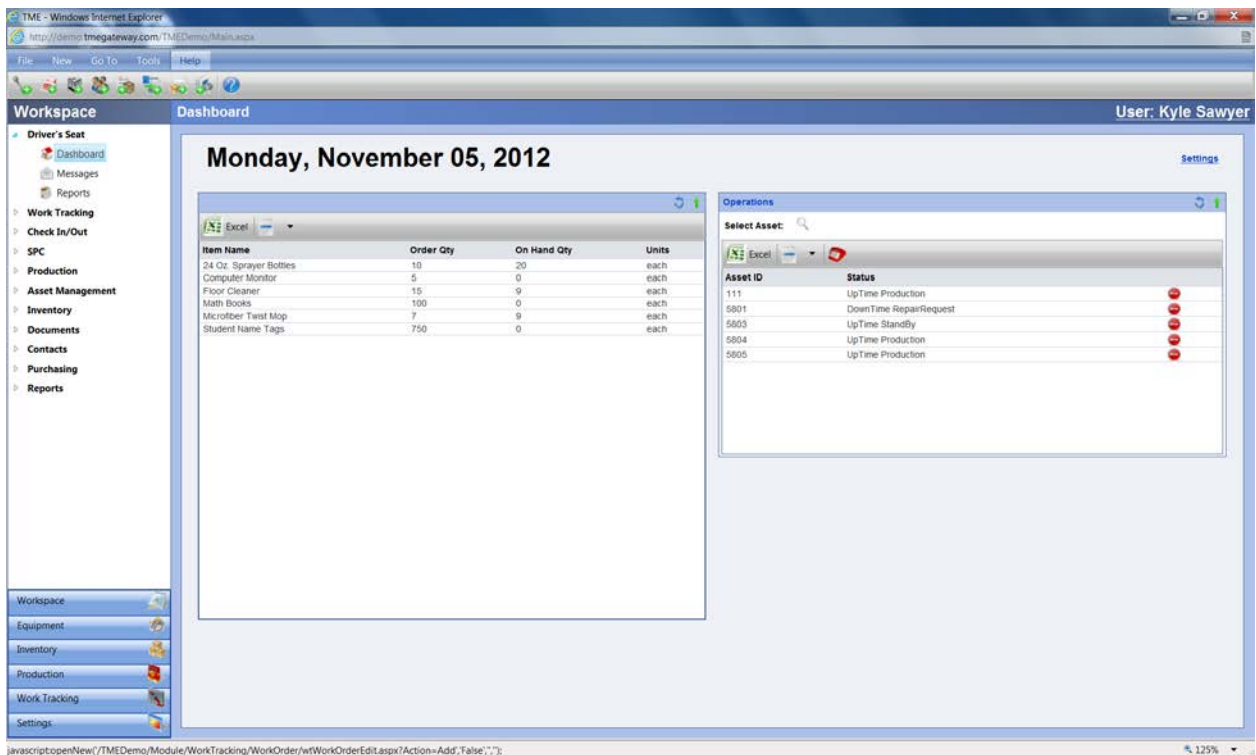 TME - Windows Internet Explorer
http://demo.tmegateway.com/TMEDemo/Main.aspx
File New Go To Tools Help
Workspace
Dashboard
User: Kyle Sawyer
Driver's Seat
Dashboard
Messages
Reports
Work Tracking
Check In/Out
SPC
Production
Asset Management
Inventory
Documents
Contacts
Purchasing
Reports
Workspace
Equipment
Inventory
Production
Work Tracking
Settings
Monday, November 05, 2012
Settings
Excel
Item Name Order Qty On Hand Qty Units
24 Oz. Sprayer Bottles 10 20 each
Computer Monitor 5 0 each
Floor Cleaner 15 9 each
Math Books 100 0 each
Microfiber Twist Mop 7 9 each
Student Name Tags 750 0 each
Operations
Select Asset:
Excel
Asset ID Status
111 UpTime Production
5801 DownTime RepairRequest
5803 UpTime StandBy
5804 UpTime Production
5805 UpTime Production
javascript:openNew('/TMEDemo/Module/WorkTracking/WorkOrder/wtWorkOrderEdit.aspx?Action=Add','False','','');
125%